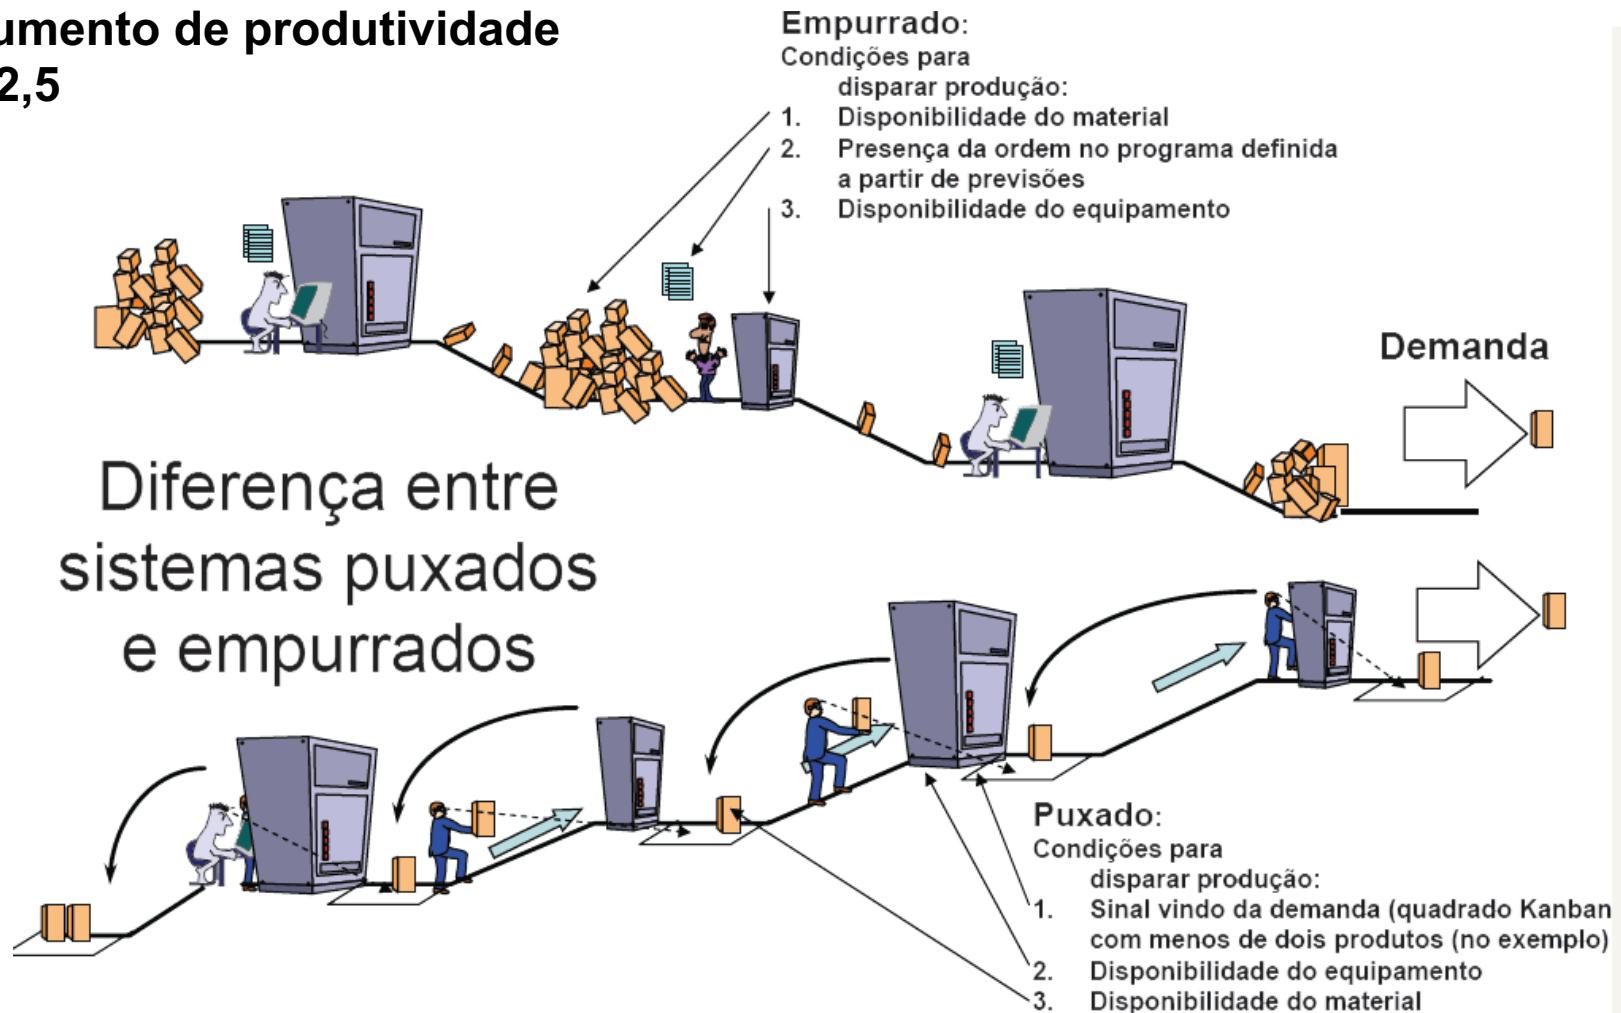 umento de produtividade
2,5
Empurrado:
Condições para
disparar produção:
1. Disponibilidade do material
2. Presença da ordem no programa definida
a partir de previsões
3. Disponibilidade do equipamento
Demanda
Diferença entre
sistemas puxados
e empurrados
Puxado:
Condições para
disparar produção:
1. Sinal vindo da demanda (quadrado Kanban
com menos de dois produtos (no exemplo)
2. Disponibilidade do equipamento
3. Disponibilidade do material